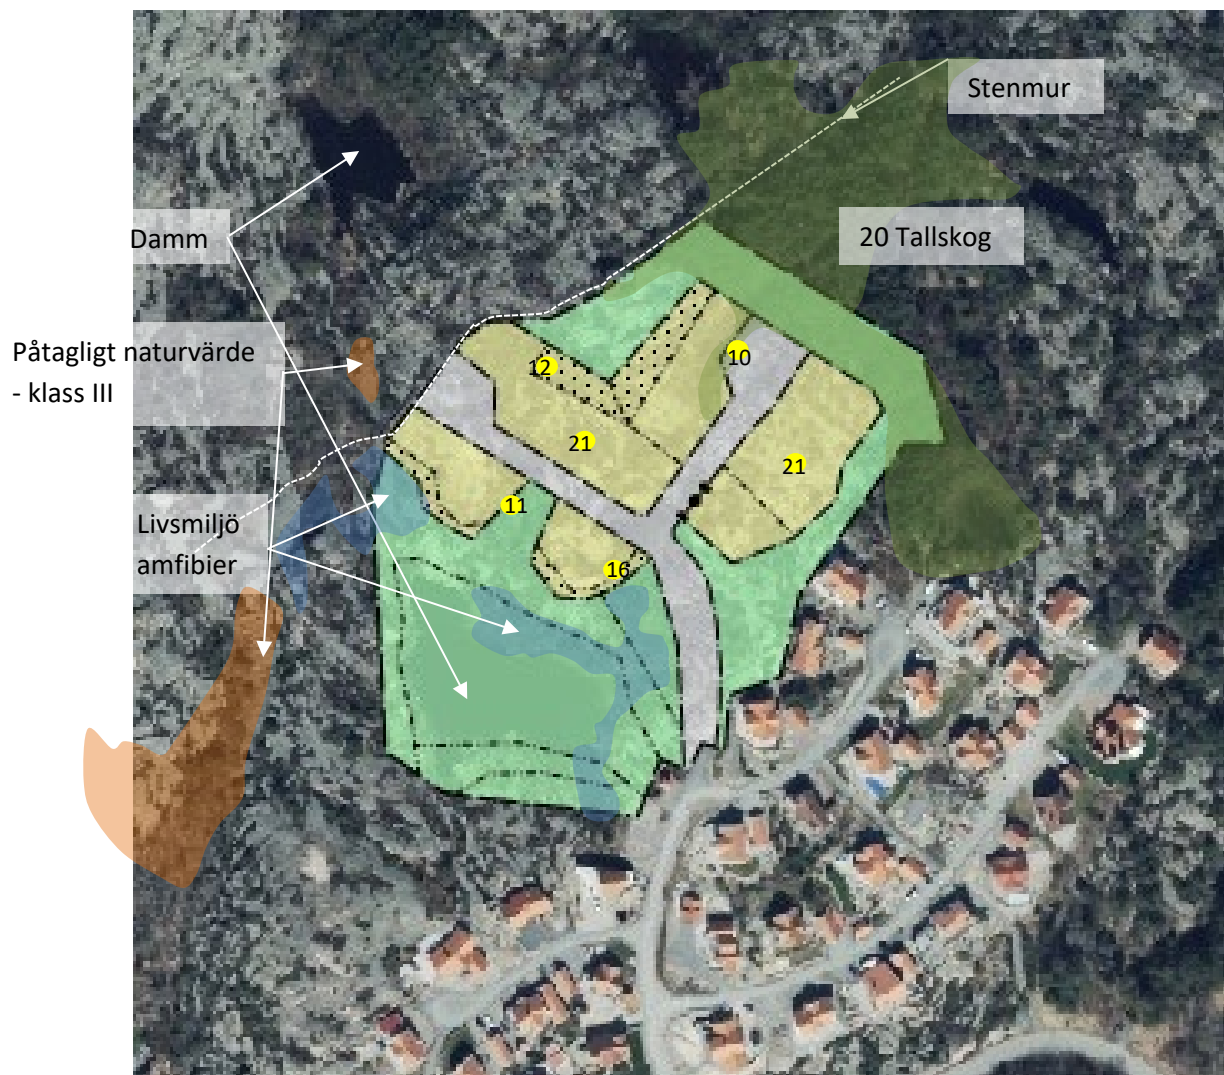 Stenmur
Damm
20 Tallskog
Påtagligt naturvärde
- klass III
12
10
21
21
11
Livsmiljö
amfibier
16